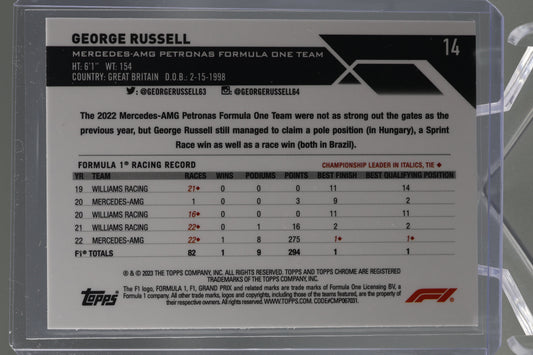 GEORGE RUSSELL
14
MERCEDES-AMG PETRONAS FORMULA ONE TEAM
HT: 6'1" WT: 154
COUNTRY: GREAT BRITAIN D.O.B.: 2-15-1998
@GEORGERUSSELL63 @GEORGERUSSELL64
The 2022 Mercedes-AMG Petronas Formula One Team were not as strong out the gates as the
previous year, but George Russell still managed to claim a pole position (in Hungary), a Sprint
Race win as well as a race win (both in Brazil).
FORMULA 1® RACING RECORD CHAMPIONSHIP LEADER IN ITALICS, TIE ♦
YR TEAM RACES WINS PODIUMS POINTS BEST FINISH BEST QUALIFYING POSITION
19 WILLIAMS RACING 21♦ 0 0 0 11 14
20 MERCEDES-AMG 1 0 0 3 9 2
20 WILLIAMS RACING 16♦ 0 0 0 11 11
21 WILLIAMS RACING 22♦ 0 1 16 2 2
22 MERCEDES-AMG 22♦ 1 8 275 1♦ 1♦
F1® TOTALS 82 1 9 294 1 1
® & © 2023 THE TOPPS COMPANY, INC. ALL RIGHTS RESERVED. TOPPS AND TOPPS CHROME ARE REGISTERED
TRADEMARKS OF THE TOPPS COMPANY, INC.
The F1 logo, FORMULA 1, F1, GRAND PRIX and related marks are trade marks of Formula One Licensing BV, a
Formula 1 company. All other trade marks, logos and copyrights, including those of the teams featured, are the property of
their respective owners. All rights reserved. WWW.TOPPS.COM. CODE#CMP067031.
Topps
F1